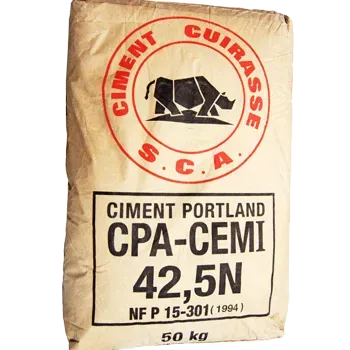 CIMENT CUIRASSE
S.C.A.
CIMENT PORTLAND
CPA-CEMI
42,5N
NF P 15-301 (1994)
50 kg